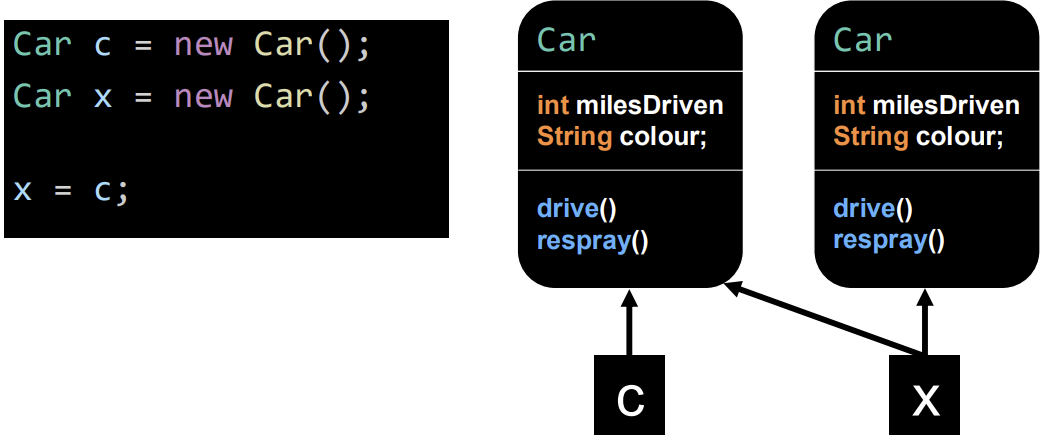 Car c = new Car();
Car x = new Car();
x = c;
Car
int milesDriven
String colour;
drive()
respray()
Car
int milesDriven
String colour;
drive()
respray()
c
x